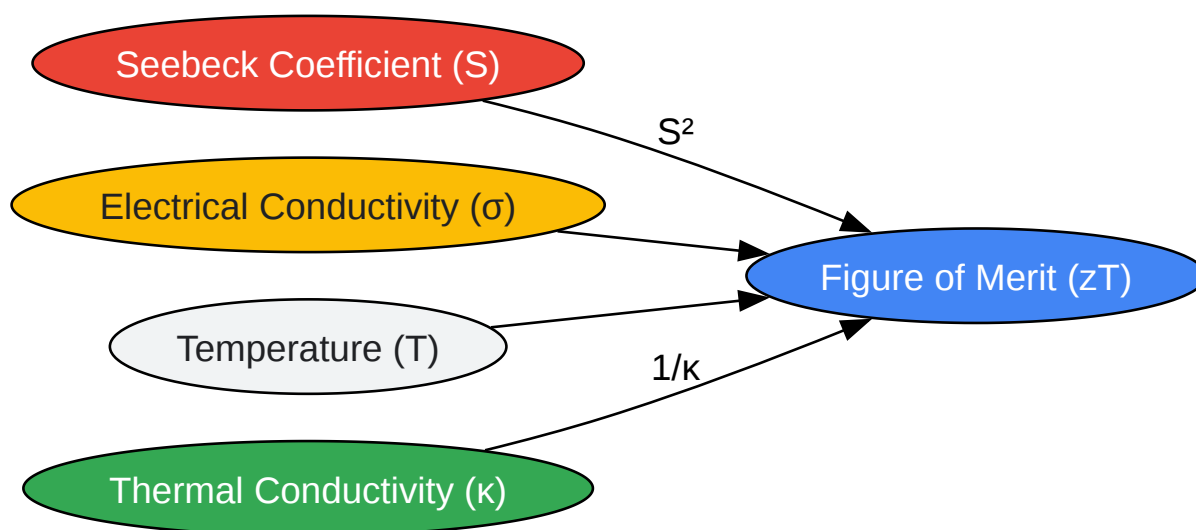 Seebeck Coefficient (S)
S²
Electrical Conductivity (σ)
Figure of Merit (zT)
Temperature (T)
1/κ
Thermal Conductivity (κ)